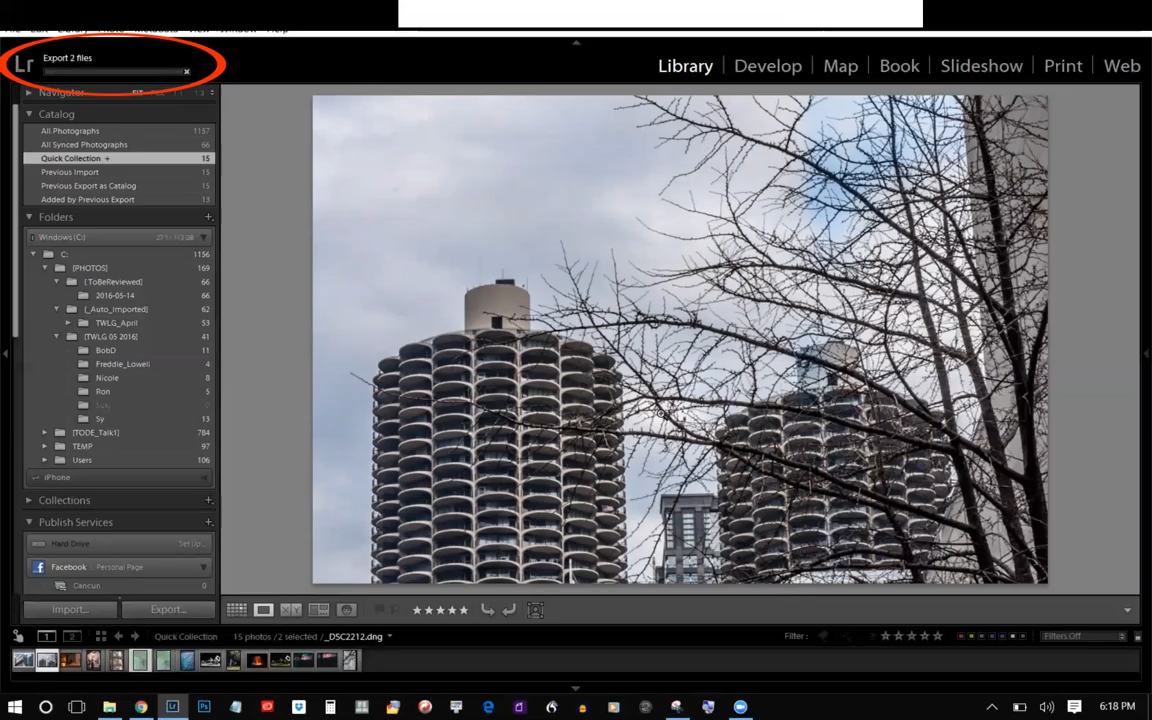 Lr
Export 2 files
Library | Develop | Map | Book | Slideshow | Print | Web
Navigator
Catalog
All Photographs 1157
All Synced Photographs 66
Quick Collection + 15
Previous Import 15
Previous Export as Catalog 15
Added by Previous Export 13
Folders +
Windows (C:)
C: 1156
[PHOTOS] 169
[.ToBeReviewed] 66
2016-05-14 66
[_Auto_Imported] 62
TWLG_April 53
[TWLG 05 2016] 41
BobD 11
Freddie_Lowell 4
Nicole 8
Ron 5
Sy 13
[TODE_Talk1] 784
TEMP 97
Users 106
iPhone
Collections +
Publish Services +
Hard Drive Set Up...
Facebook Personal Page
Cancun 0
Import... Export...
1 2 Quick Collection 15 photos / 2 selected / _DSC2212.dng Filter : Filters Off
6:18 PM